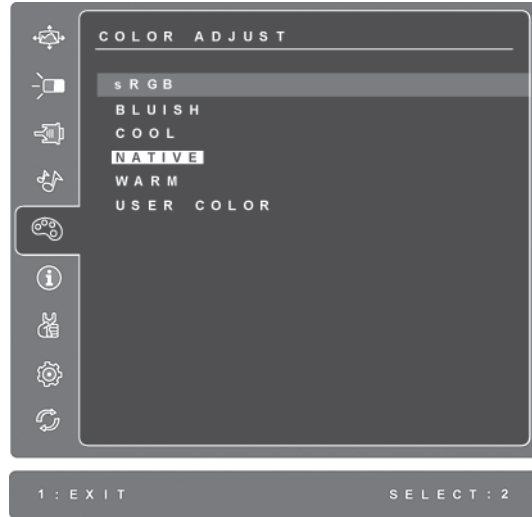 COLOR ADJUST
sRGB
BLUISH
COOL
NATIVE
WARM
USER COLOR
1:EXIT SELECT:2